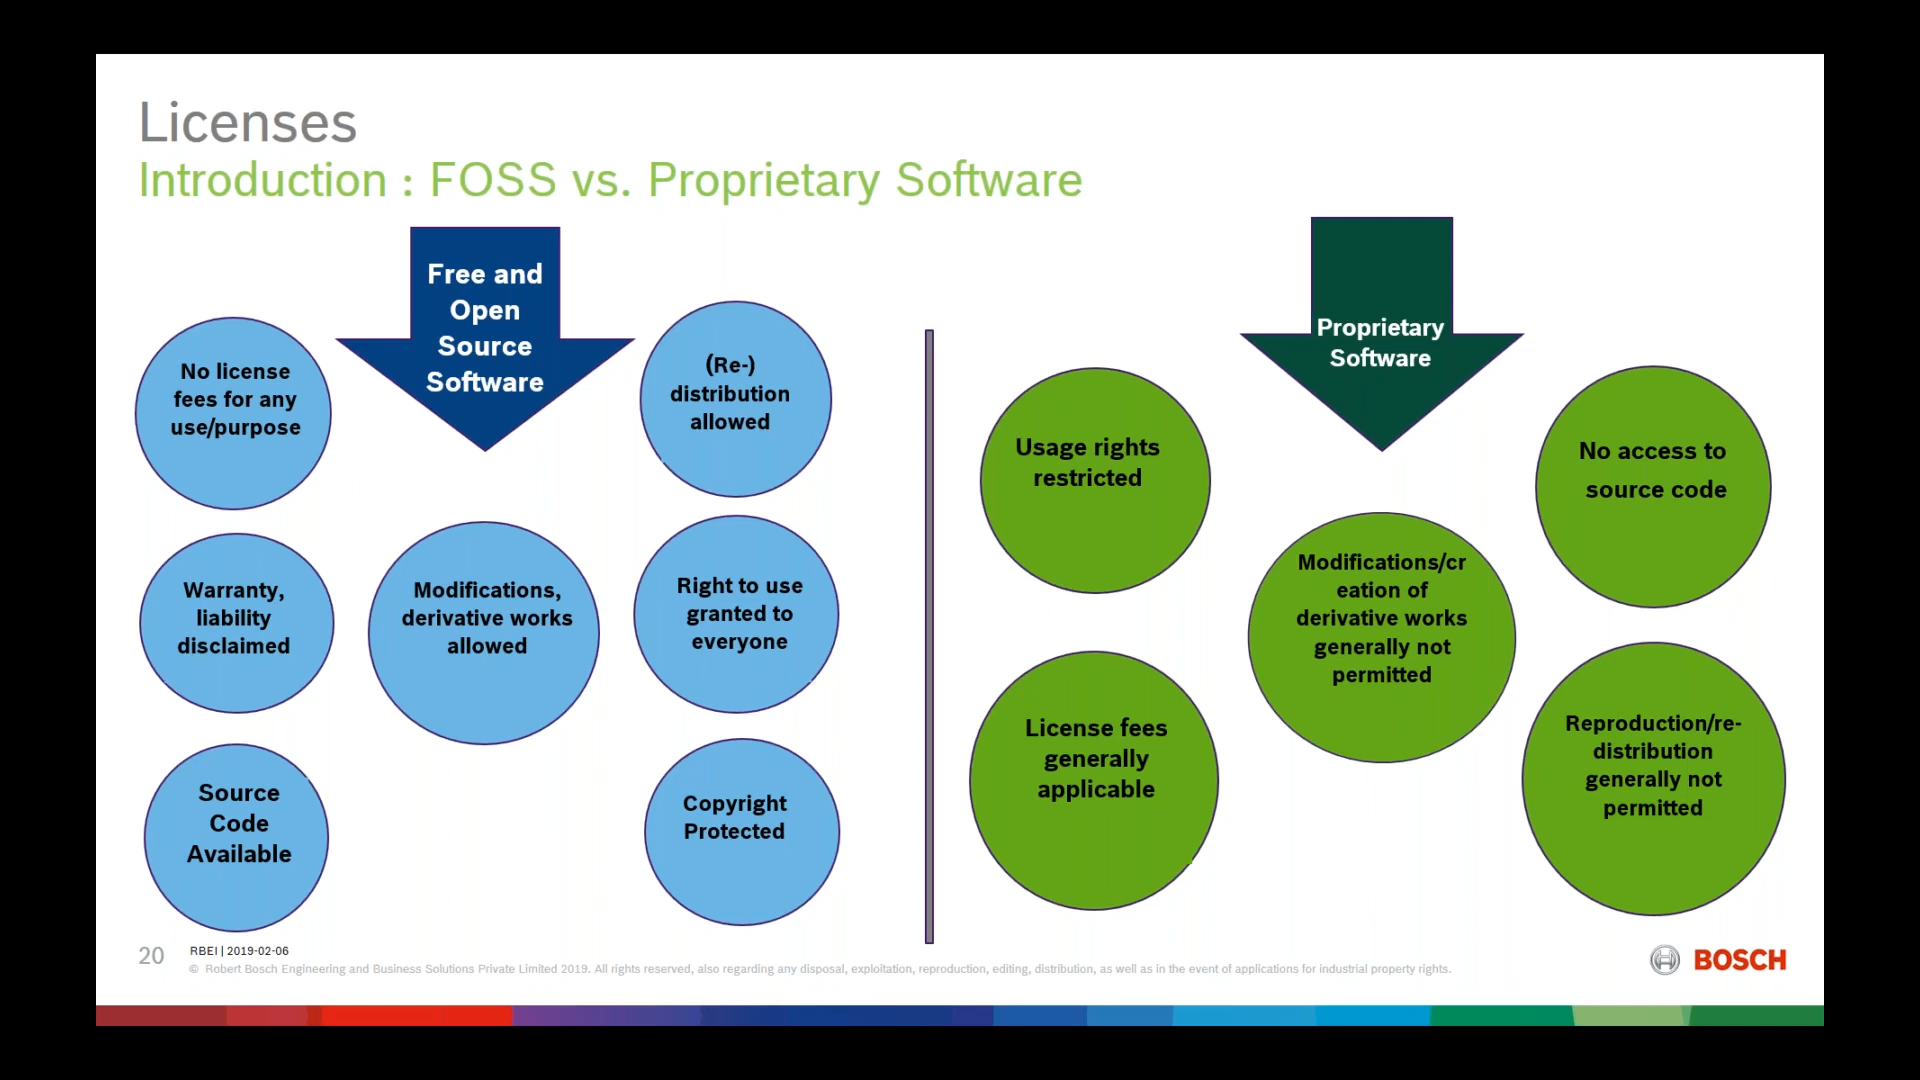 Licenses
Introduction : FOSS vs. Proprietary Software
Free and
Open
Source
Software
No license
fees for any
use/purpose
(Re-)
distribution
allowed
Warranty,
liability
disclaimed
Modifications,
derivative works
allowed
Right to use
granted to
everyone
Source
Code
Available
Copyright
Protected
Proprietary
Software
Usage rights
restricted
No access to
source code
Modifications/cr
eation of
derivative works
generally not
permitted
License fees
generally
applicable
Reproduction/re-
distribution
generally not
permitted
20
RBEI | 2019-02-06
© Robert Bosch Engineering and Business Solutions Private Limited 2019. All rights reserved, also regarding any disposal, exploitation, reproduction, editing, distribution, as well as in the event of applications for industrial property rights.
BOSCH